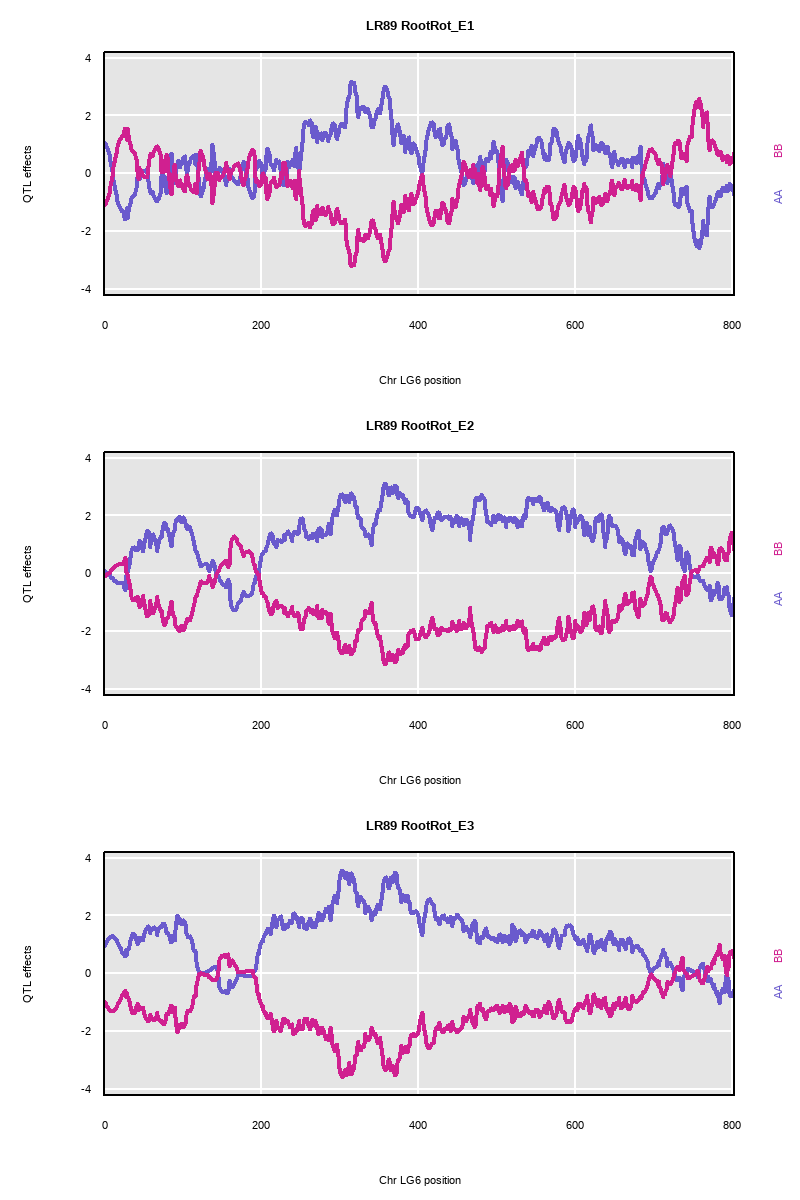 LR89 RootRot_E1
4
2
0
-2
-4
QTL effects
BB
AA
0 200 400 600 800
Chr LG6 position
LR89 RootRot_E2
4
2
0
-2
-4
QTL effects
BB
AA
0 200 400 600 800
Chr LG6 position
LR89 RootRot_E3
4
2
0
-2
-4
QTL effects
BB
AA
0 200 400 600 800
Chr LG6 position